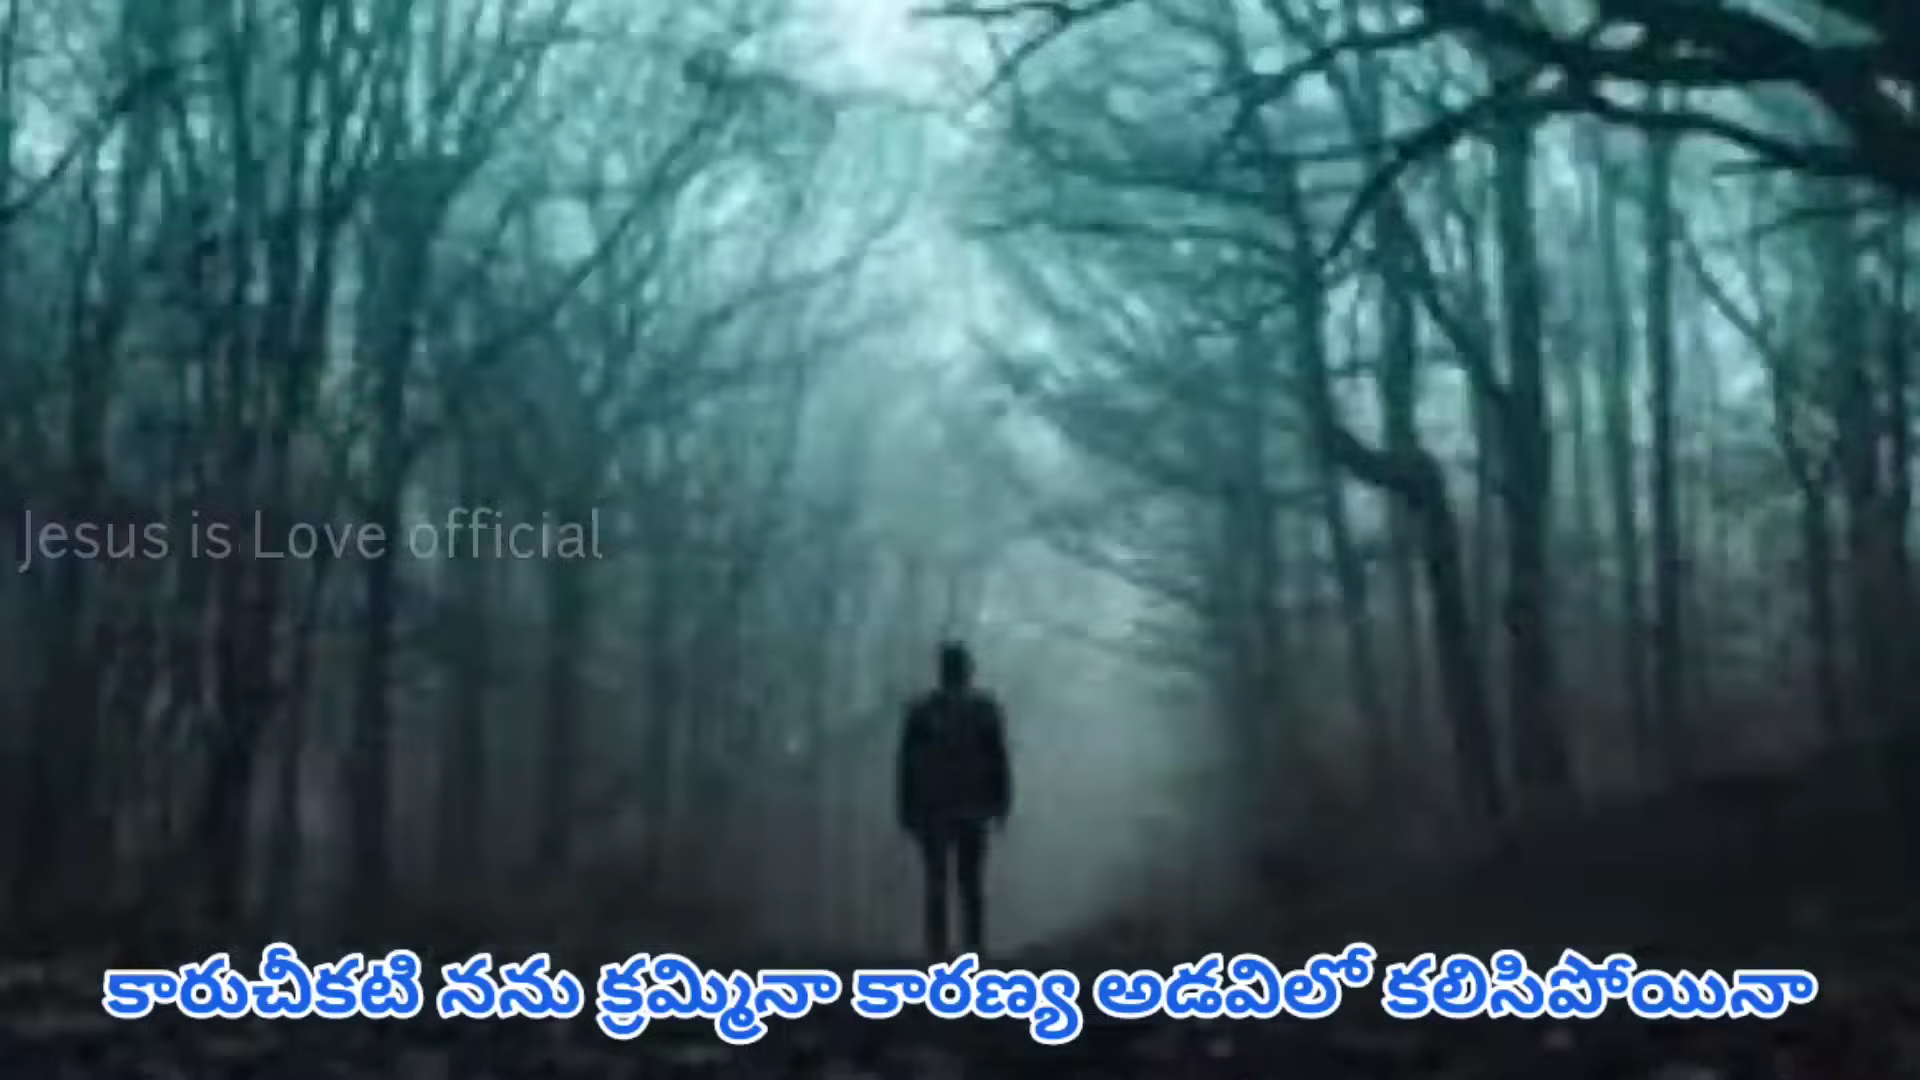 Jesus is Love official
కారుచీకటి నను క్రమ్మినా కారణ్య అడవిలో కలిసిపోయినా